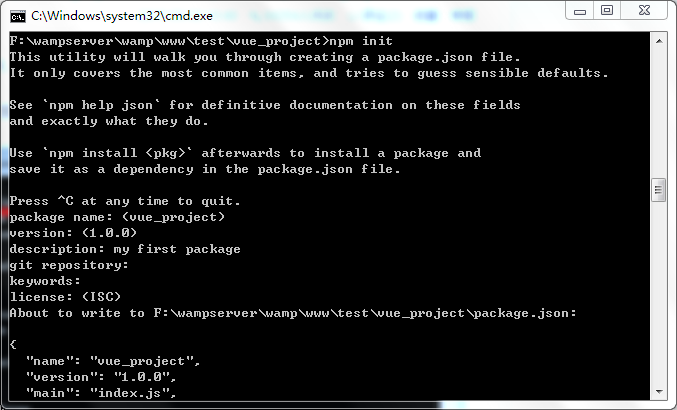 C:\Windows\system32\cmd.exe
F:\wampserver\wamp\www\test\vue_project>npm init
This utility will walk you through creating a package.json file.
It only covers the most common items, and tries to guess sensible defaults.
See `npm help json` for definitive documentation on these fields
and exactly what they do.
Use `npm install <pkg>` afterwards to install a package and
save it as a dependency in the package.json file.
Press ^C at any time to quit.
package name: (vue_project)
version: (1.0.0)
description: my first package
git repository:
keywords:
license: (ISC)
About to write to F:\wampserver\wamp\www\test\vue_project\package.json:
{
  "name": "vue_project",
  "version": "1.0.0",
  "main": "index.js",